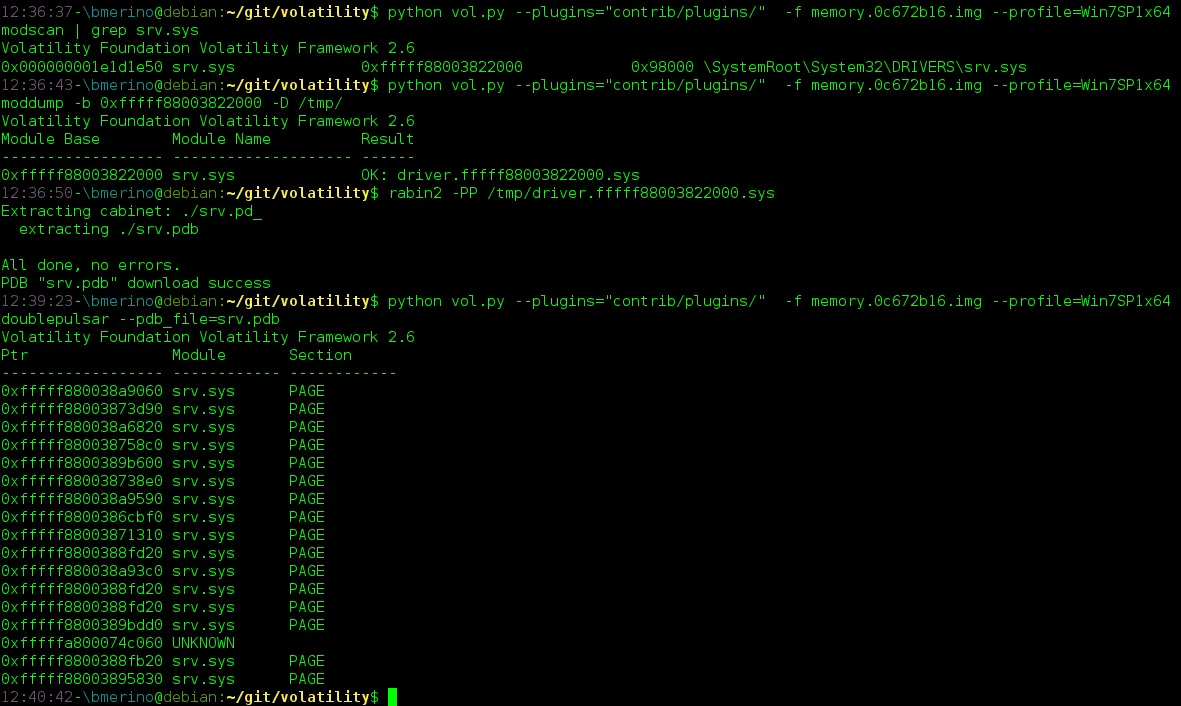 12:36:37-\bmerino@debian:~/git/volatility$ python vol.py --plugins="contrib/plugins/"  -f memory.0c672b16.img --profile=Win7SP1x64
modscan | grep srv.sys
Volatility Foundation Volatility Framework 2.6
0x000000001e1d1e50 srv.sys              0xfffff88003822000            0x98000 \SystemRoot\System32\DRIVERS\srv.sys
12:36:43-\bmerino@debian:~/git/volatility$ python vol.py --plugins="contrib/plugins/"  -f memory.0c672b16.img --profile=Win7SP1x64
moddump -b 0xfffff88003822000 -D /tmp/
Volatility Foundation Volatility Framework 2.6
Module Base        Module Name          Result
------------------ -------------------- ------
0xfffff88003822000 srv.sys              OK: driver.fffff88003822000.sys
12:36:50-\bmerino@debian:~/git/volatility$ rabin2 -PP /tmp/driver.fffff88003822000.sys
Extracting cabinet: ./srv.pd_
  extracting ./srv.pdb
All done, no errors.
PDB "srv.pdb" download success
12:39:23-\bmerino@debian:~/git/volatility$ python vol.py --plugins="contrib/plugins/"  -f memory.0c672b16.img --profile=Win7SP1x64
doublepulsar --pdb_file=srv.pdb
Volatility Foundation Volatility Framework 2.6
Ptr                Module       Section
------------------ ------------ ------------
0xfffff880038a9060 srv.sys      PAGE
0xfffff88003873d90 srv.sys      PAGE
0xfffff880038a6820 srv.sys      PAGE
0xfffff880038758c0 srv.sys      PAGE
0xfffff8800389b600 srv.sys      PAGE
0xfffff880038738e0 srv.sys      PAGE
0xfffff880038a9590 srv.sys      PAGE
0xfffff8800386cbf0 srv.sys      PAGE
0xfffff88003871310 srv.sys      PAGE
0xfffff8800388fd20 srv.sys      PAGE
0xfffff880038a93c0 srv.sys      PAGE
0xfffff8800388fd20 srv.sys      PAGE
0xfffff8800388fd20 srv.sys      PAGE
0xfffff8800389bdd0 srv.sys      PAGE
0xfffffa800074c060 UNKNOWN
0xfffff8800388fb20 srv.sys      PAGE
0xfffff88003895830 srv.sys      PAGE
12:40:42-\bmerino@debian:~/git/volatility$